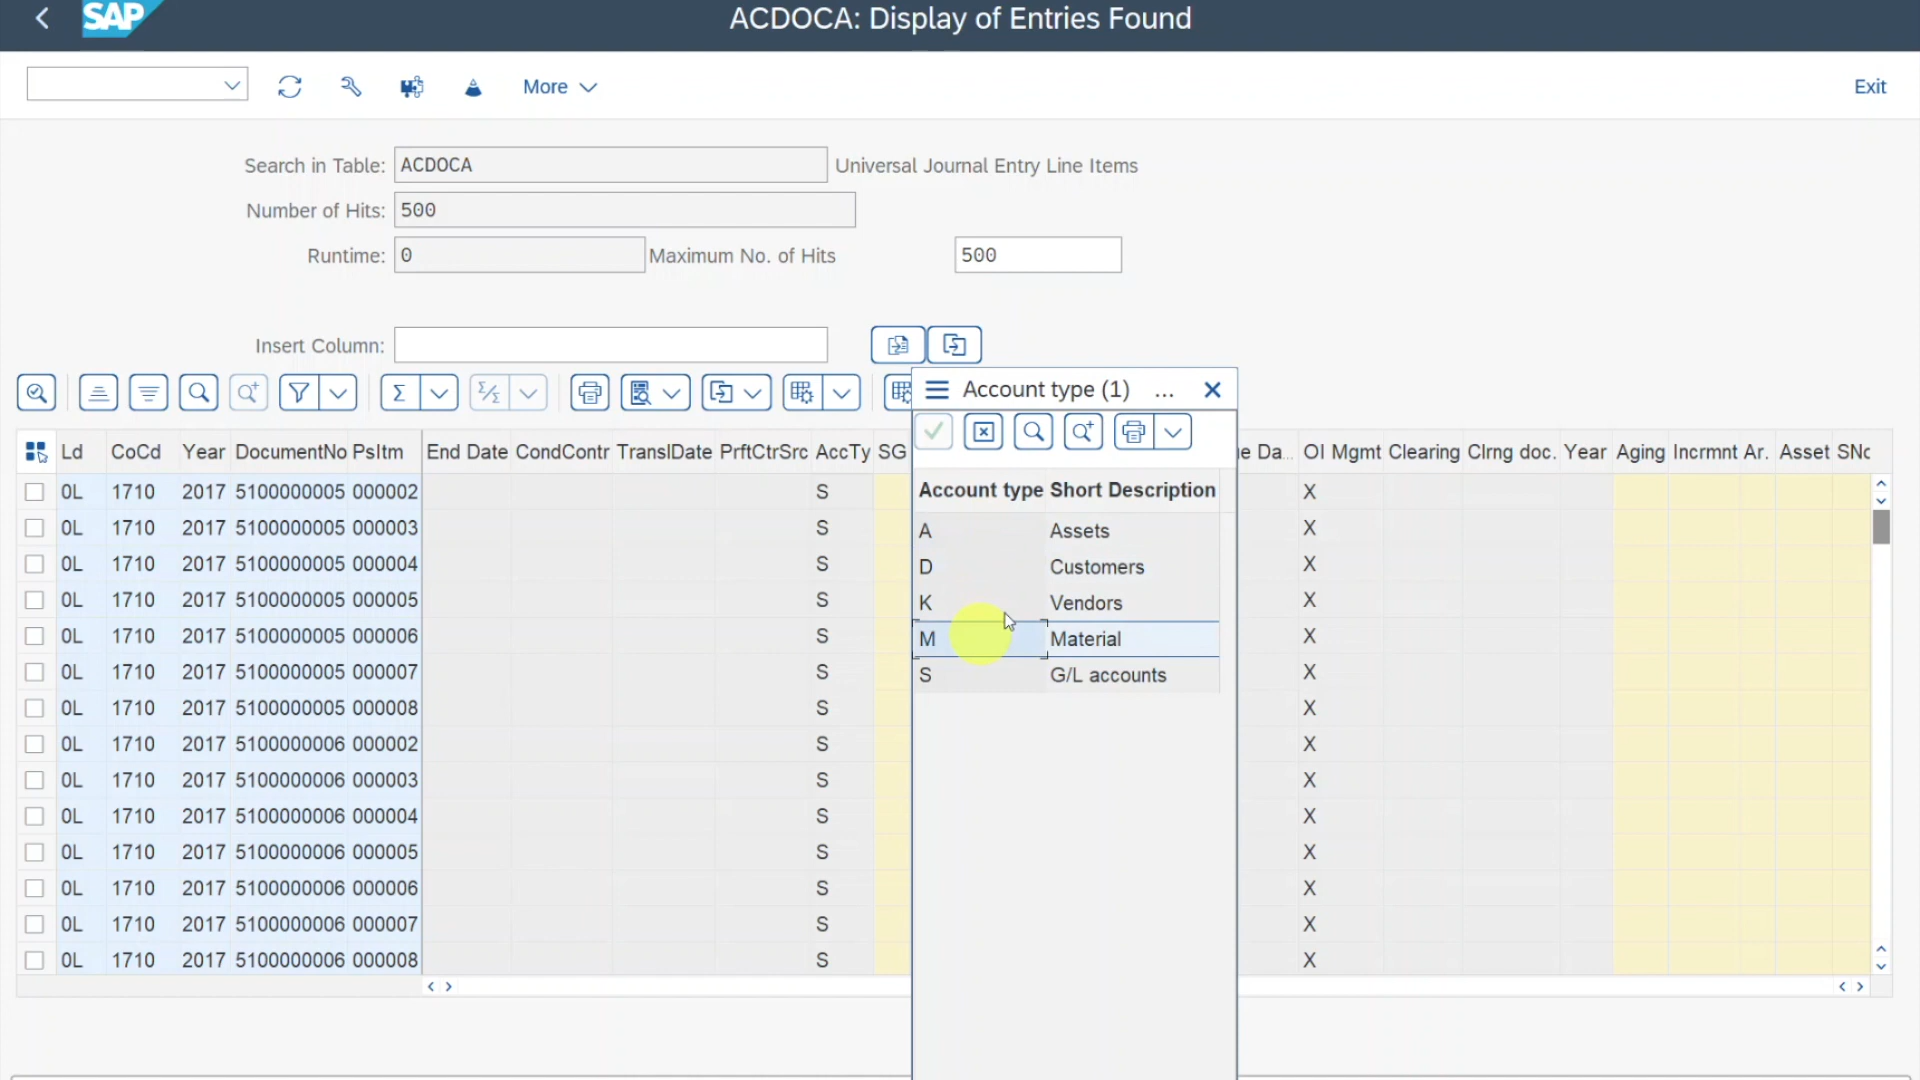 SAP
ACDOCA: Display of Entries Found
More
Exit
Search in Table: ACDOCA Universal Journal Entry Line Items
Number of Hits: 500
Runtime: 0 Maximum No. of Hits 500
Insert Column:
Account type (1) ...
Ld CoCd Year DocumentNo PsItm End Date CondContr TranslDate PrftCtrSrc AccTy SG e Da... OI Mgmt Clearing Clrng doc. Year Aging Incrmnt Ar. Asset SNo
Account type Short Description
A Assets
D Customers
K Vendors
M Material
S G/L accounts
0L 1710 2017 5100000005 000002 S X
0L 1710 2017 5100000005 000003 S X
0L 1710 2017 5100000005 000004 S X
0L 1710 2017 5100000005 000005 S X
0L 1710 2017 5100000005 000006 S X
0L 1710 2017 5100000005 000007 S X
0L 1710 2017 5100000005 000008 S X
0L 1710 2017 5100000006 000002 S X
0L 1710 2017 5100000006 000003 S X
0L 1710 2017 5100000006 000004 S X
0L 1710 2017 5100000006 000005 S X
0L 1710 2017 5100000006 000006 S X
0L 1710 2017 5100000006 000007 S X
0L 1710 2017 5100000006 000008 S X